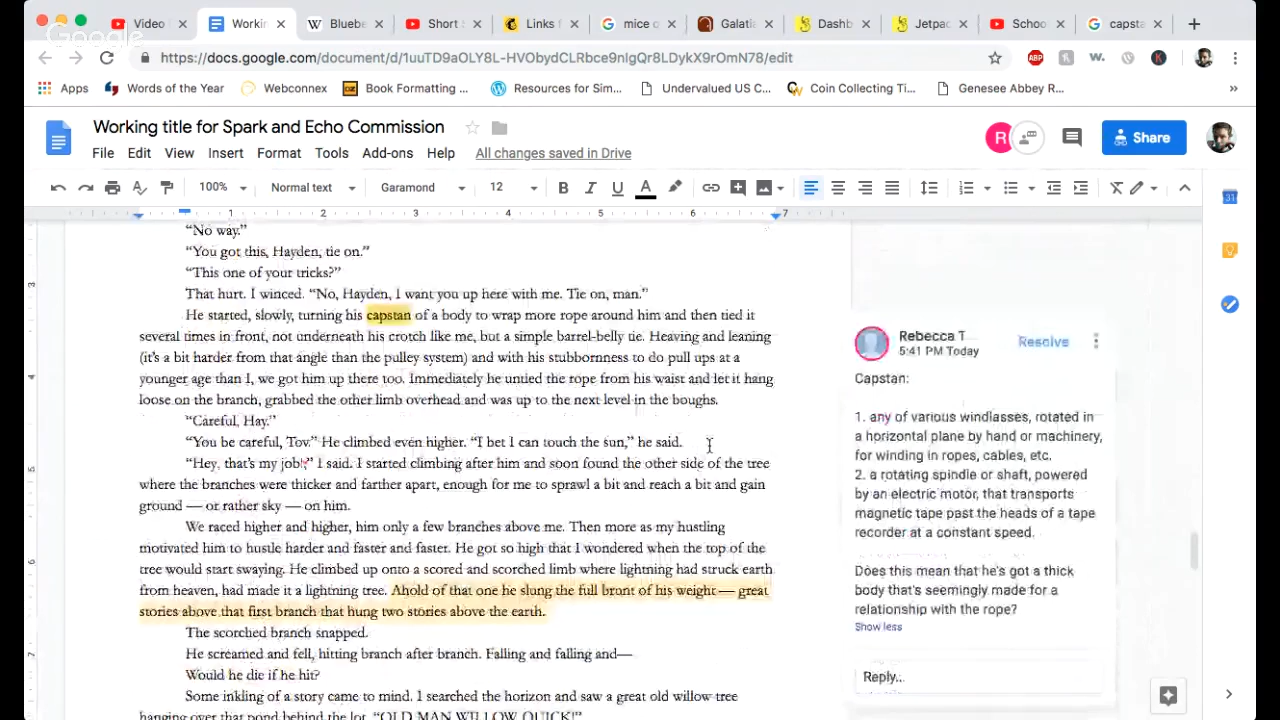 Google
Video
Workin
Blueb
Short
Links
mice o
Galati
Dashb
Jetpac
Schoo
capsta
https://docs.google.com/document/d/1uuTD9aOLY8L-HVObydCLRbce9nIgQr8LDykX9rOmN78/edit
Apps
Words of the Year
Webconnex
Book Formatting ...
Resources for Sim...
Undervalued US C...
Coin Collecting Ti...
Genesee Abbey R...
Working title for Spark and Echo Commission
File Edit View Insert Format Tools Add-ons Help All changes saved in Drive
R
Share
100% Normal text Garamond 12
1 2 3 4 5 6 7
“No way.”
“You got this, Hayden, tie on.”
“This one of your tricks?”
That hurt. I winced. “No, Hayden, I want you up here with me. Tie on, man.”
He started, slowly, turning his capstan of a body to wrap more rope around him and then tied it
several times in front, not underneath his crotch like me, but a simple barrel-belly tie. Heaving and leaning
(it’s a bit harder from that angle than the pulley system) and with his stubbornness to do pull ups at a
younger age than I, we got him up there too. Immediately he untied the rope from his waist and let it hang
loose on the branch, grabbed the other limb overhead and was up to the next level in the boughs.
“Careful, Hay.”
“You be careful, Tov.” He climbed even higher. “I bet I can touch the sun,” he said.
“Hey, that’s my job!” I said. I started climbing after him and soon found the other side of the tree
where the branches were thicker and farther apart, enough for me to sprawl a bit and reach a bit and gain
ground — or rather sky — on him.
We raced higher and higher, him only a few branches above me. Then more as my hustling
motivated him to hustle harder and faster and faster. He got so high that I wondered when the top of the
tree would start swaying. He climbed up onto a scored and scorched limb where lightning had struck earth
from heaven, had made it a lightning tree. Ahold of that one he slung the full bront of his weight — great
stories above that first branch that hung two stories above the earth.
The scorched branch snapped.
He screamed and fell, hitting branch after branch. Falling and falling and—
Would he die if he hit?
Some inkling of a story came to mind. I searched the horizon and saw a great old willow tree
hanging over that pond behind the lot. “OLD MAN WILLOW QUICK!”
Rebecca T
Resolve
5:41 PM Today
Capstan:
1. any of various windlasses, rotated in
a horizontal plane by hand or machinery,
for winding in ropes, cables, etc.
2. a rotating spindle or shaft, powered
by an electric motor, that transports
magnetic tape past the heads of a tape
recorder at a constant speed.
Does this mean that he's got a thick
body that's seemingly made for a
relationship with the rope?
Show less
Reply...